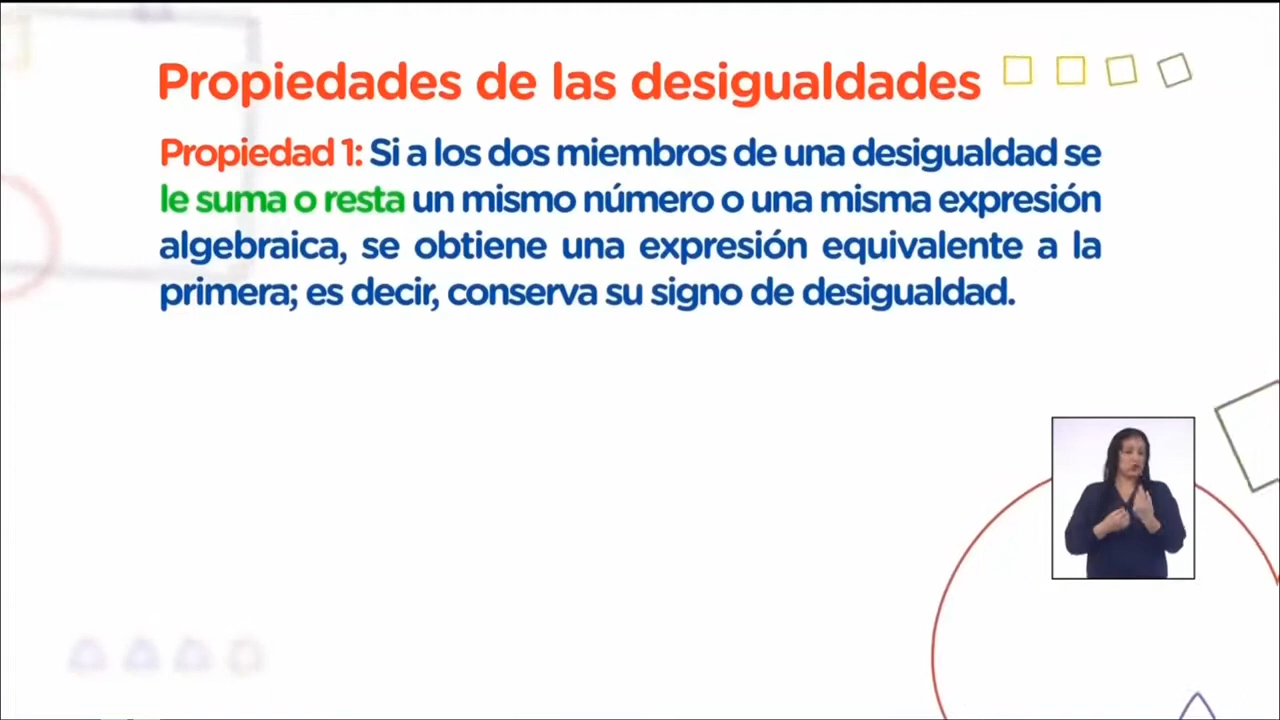 Propiedades de las desigualdades
Propiedad 1: Si a los dos miembros de una desigualdad se
le suma o resta un mismo número o una misma expresión
algebraica, se obtiene una expresión equivalente a la
primera; es decir, conserva su signo de desigualdad.